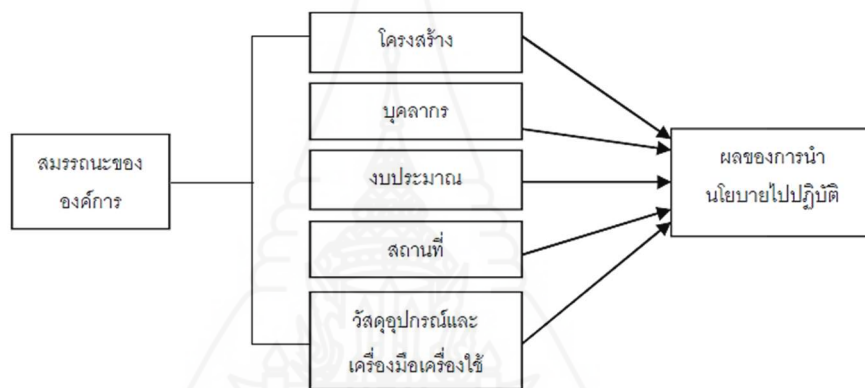 โครงสร้าง
บุคลากร
สมรรถนะของ
องค์การ
งบประมาณ
ผลของการนำ
นโยบายไปปฏิบัติ
สถานที่
วัสดุอุปกรณ์และ
เครื่องมือเครื่องใช้